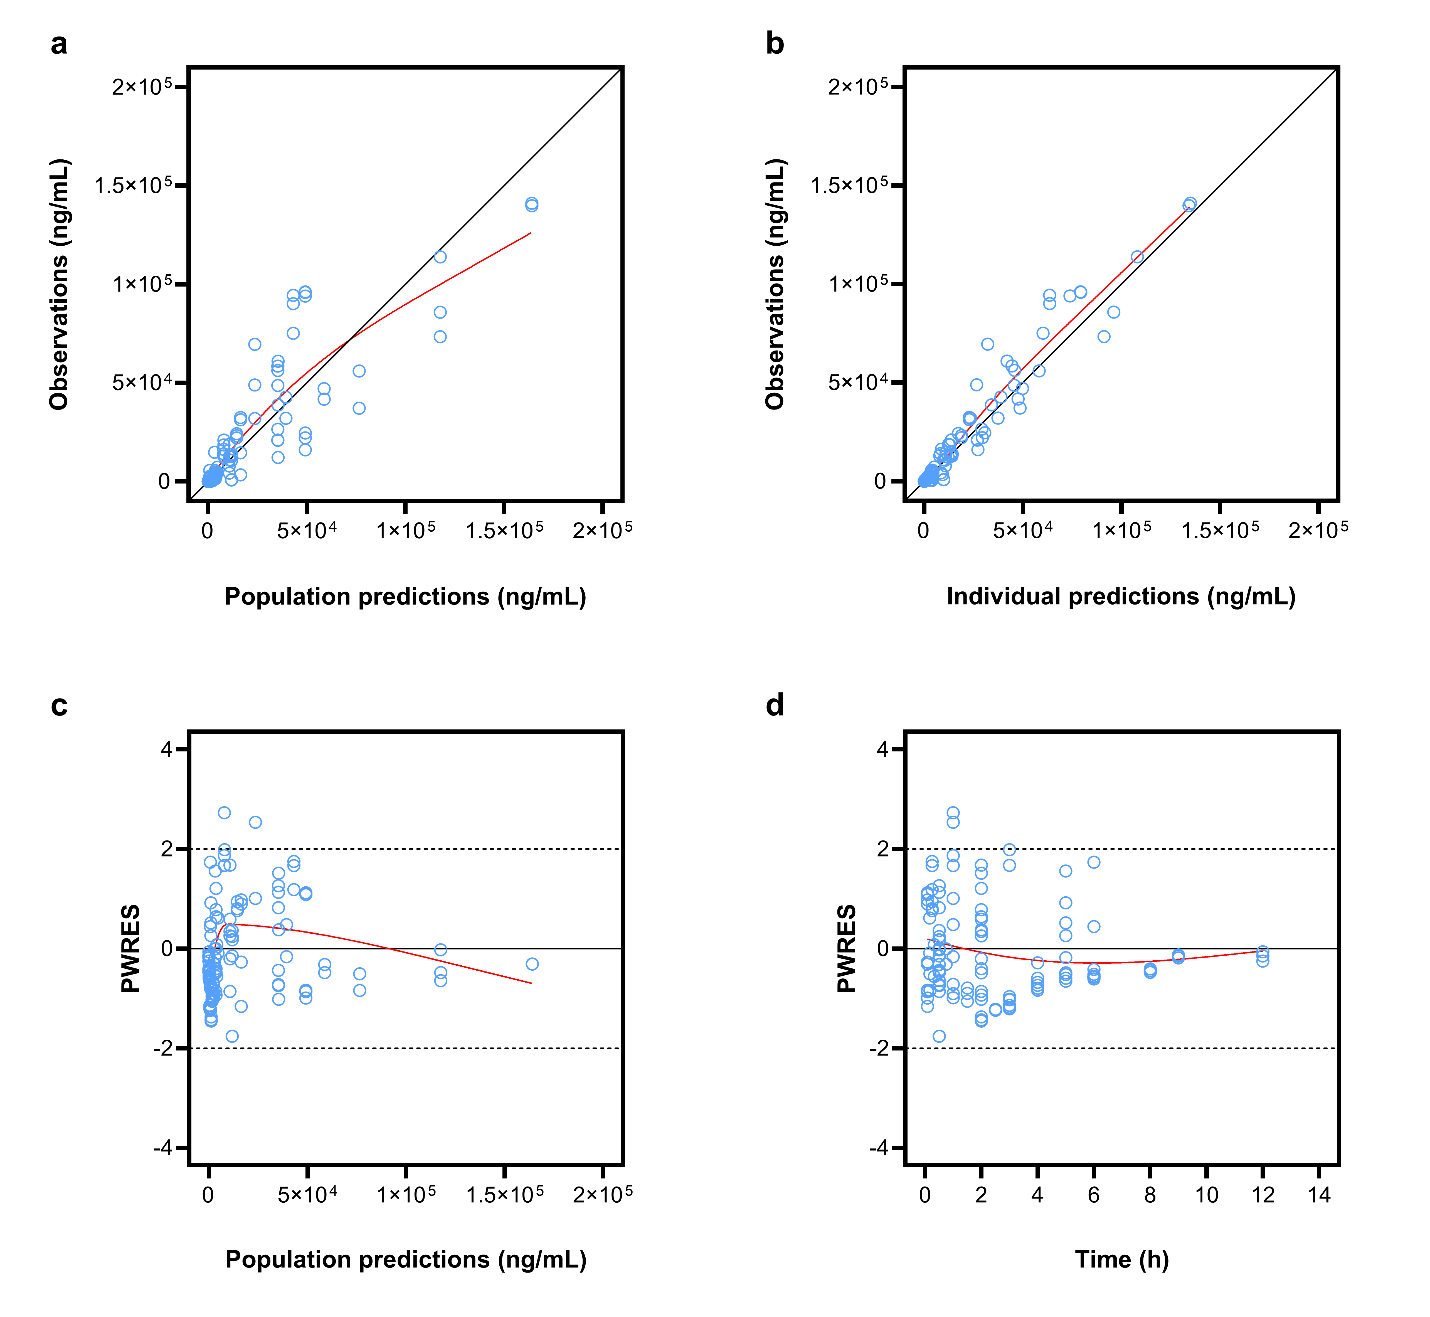 a
b
2×10⁵
1.5×10⁵
1×10⁵
5×10⁴
0
Observations (ng/mL)
0
5×10⁴
1×10⁵
1.5×10⁵
2×10⁵
Population predictions (ng/mL)
2×10⁵
1.5×10⁵
1×10⁵
5×10⁴
0
Observations (ng/mL)
0
5×10⁴
1×10⁵
1.5×10⁵
2×10⁵
Individual predictions (ng/mL)
c
d
4
2
0
-2
-4
PWRES
0
5×10⁴
1×10⁵
1.5×10⁵
2×10⁵
Population predictions (ng/mL)
4
2
0
-2
-4
PWRES
0 2 4 6 8 10 12 14
Time (h)